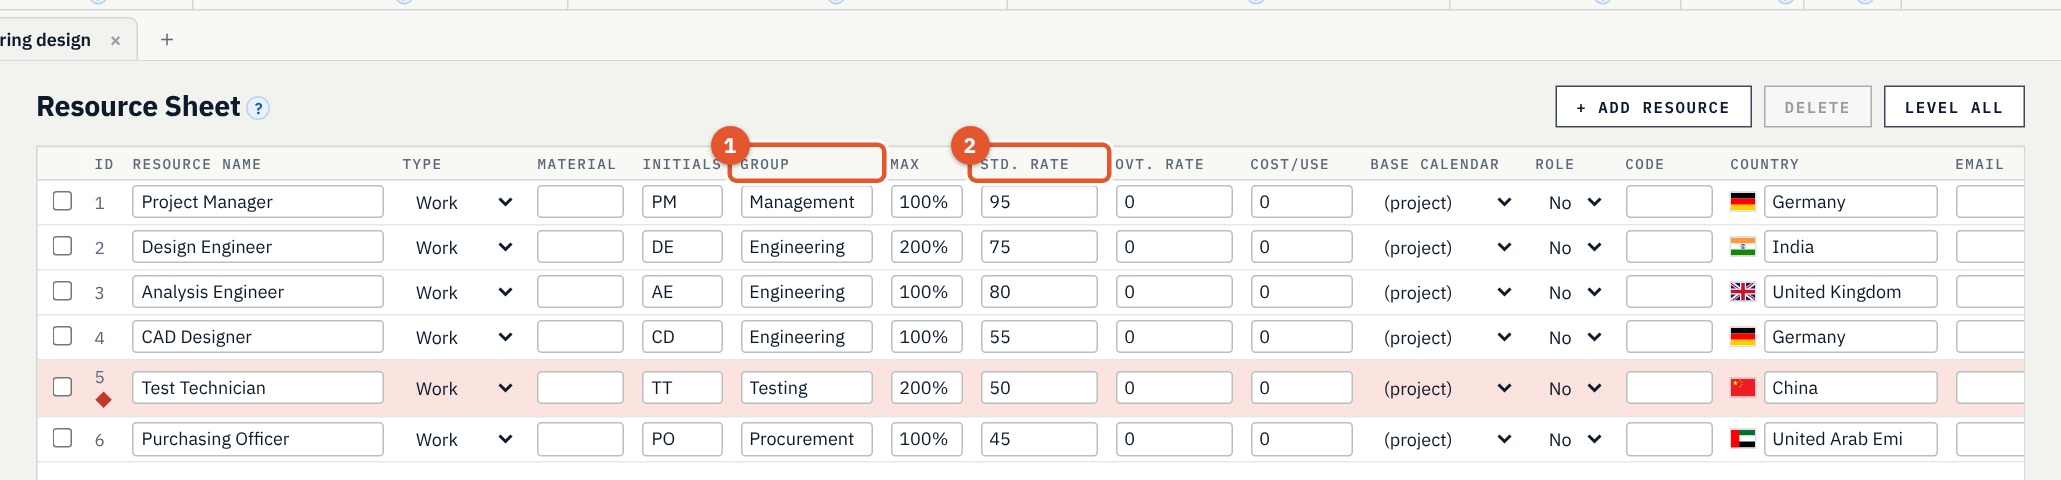 ring design × +
Resource Sheet ?
+ ADD RESOURCE DELETE LEVEL ALL
1 2
ID RESOURCE NAME TYPE MATERIAL INITIALS GROUP MAX STD. RATE OVT. RATE COST/USE BASE CALENDAR ROLE CODE COUNTRY EMAIL
1 Project Manager Work PM Management 100% 95 0 0 (project) No Germany
2 Design Engineer Work DE Engineering 200% 75 0 0 (project) No India
3 Analysis Engineer Work AE Engineering 100% 80 0 0 (project) No United Kingdom
4 CAD Designer Work CD Engineering 100% 55 0 0 (project) No Germany
5 Test Technician Work TT Testing 200% 50 0 0 (project) No China
6 Purchasing Officer Work PO Procurement 100% 45 0 0 (project) No United Arab Emi